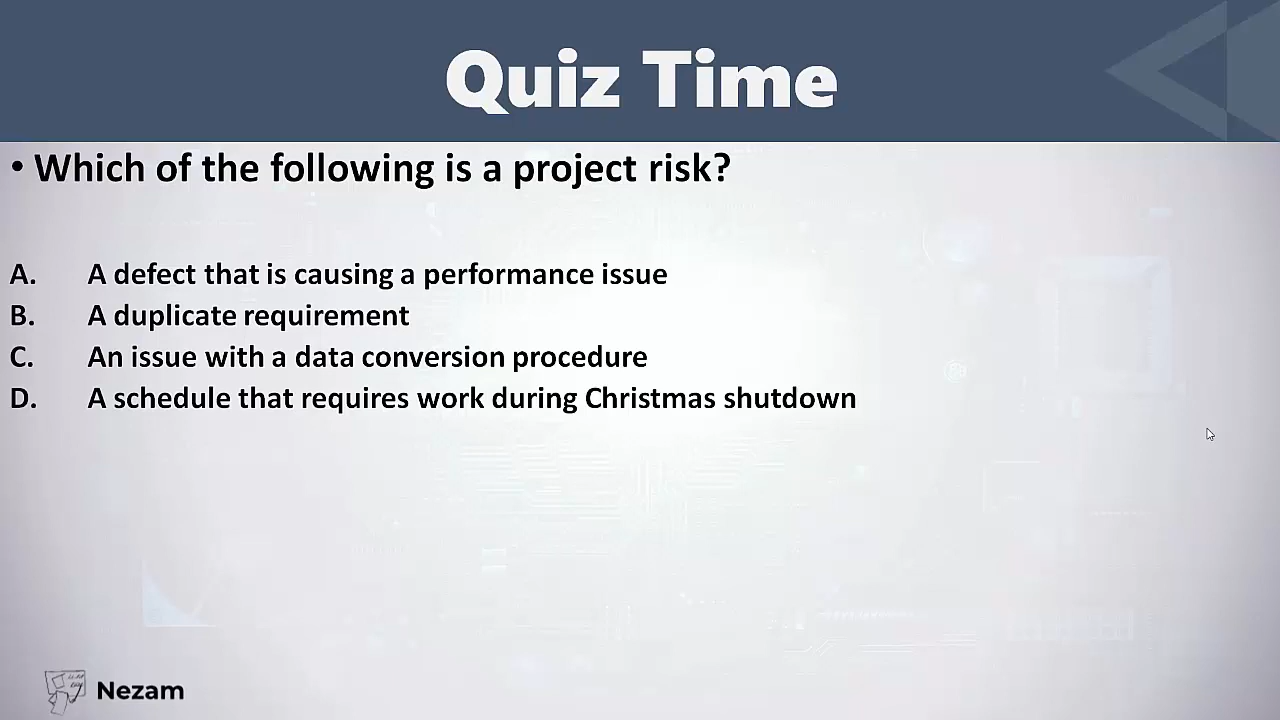 Quiz Time
• Which of the following is a project risk?
A. A defect that is causing a performance issue
B. A duplicate requirement
C. An issue with a data conversion procedure
D. A schedule that requires work during Christmas shutdown
Nezam